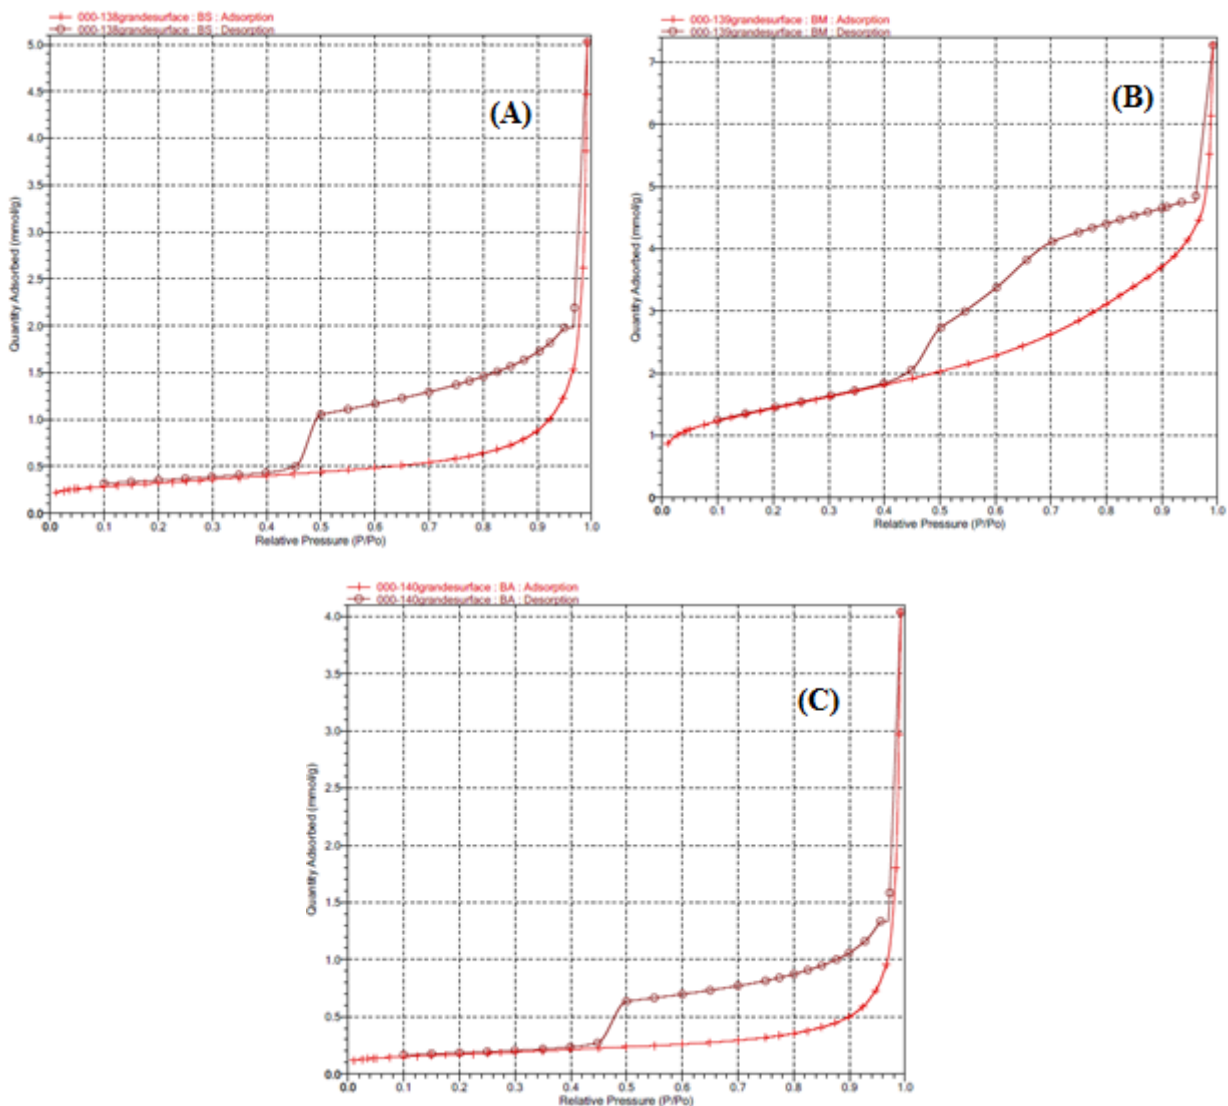 000-138grandesurface : BS : Adsorption
000-138grandesurface : BS : Desorption
5.0
4.5
4.0
3.5
3.0
2.5
2.0
1.5
1.0
0.5
0.0
Quantity Adsorbed (mmol/g)
(A)
0.0 0.1 0.2 0.3 0.4 0.5 0.6 0.7 0.8 0.9 1.0
Relative Pressure (P/Po)
000-139grandesurface : BM : Adsorption
000-139grandesurface : BM : Desorption
7
6
5
4
3
2
1
0
Quantity Adsorbed (mmol/g)
(B)
0.0 0.1 0.2 0.3 0.4 0.5 0.6 0.7 0.8 0.9 1.0
Relative Pressure (P/Po)
000-140grandesurface : BA : Adsorption
000-140grandesurface : BA : Desorption
4.0
3.5
3.0
2.5
2.0
1.5
1.0
0.5
0.0
Quantity Adsorbed (mmol/g)
(C)
0.0 0.1 0.2 0.3 0.4 0.5 0.6 0.7 0.8 0.9 1.0
Relative Pressure (P/Po)